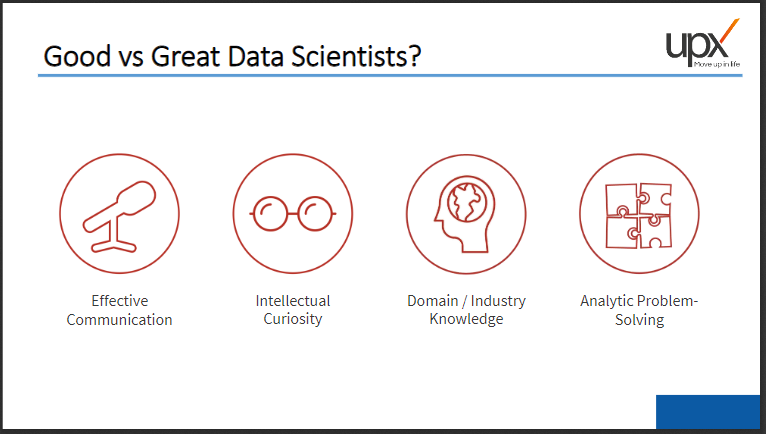 Good vs Great Data Scientists?
upx
Move up in life
Effective
Communication
Intellectual
Curiosity
Domain / Industry
Knowledge
Analytic Problem-
Solving